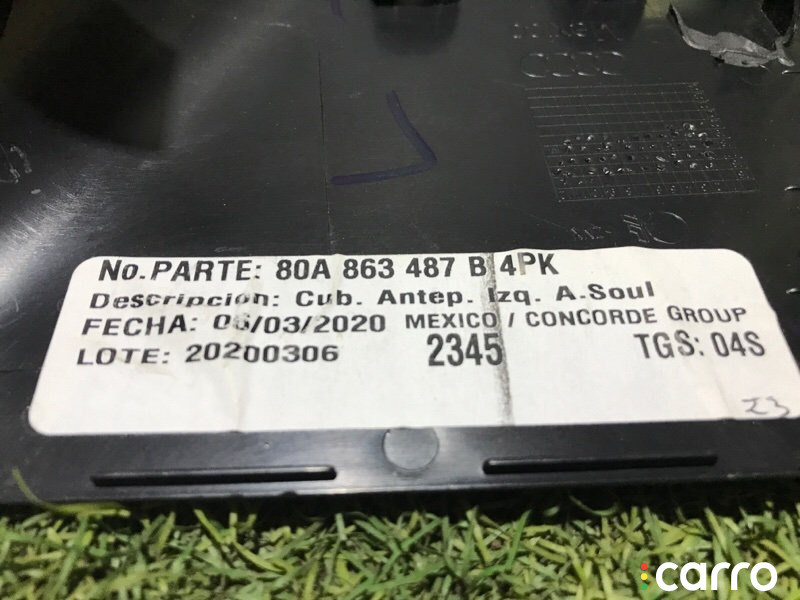 No.PARTE: 80A 863 487 B 4PK
Descripcion: Cub. Antep. Izq. A.Soul
FECHA: 06/03/2020 MEXICO / CONCORDE GROUP
LOTE: 20200306 2345 TGS: 04S
23
carro